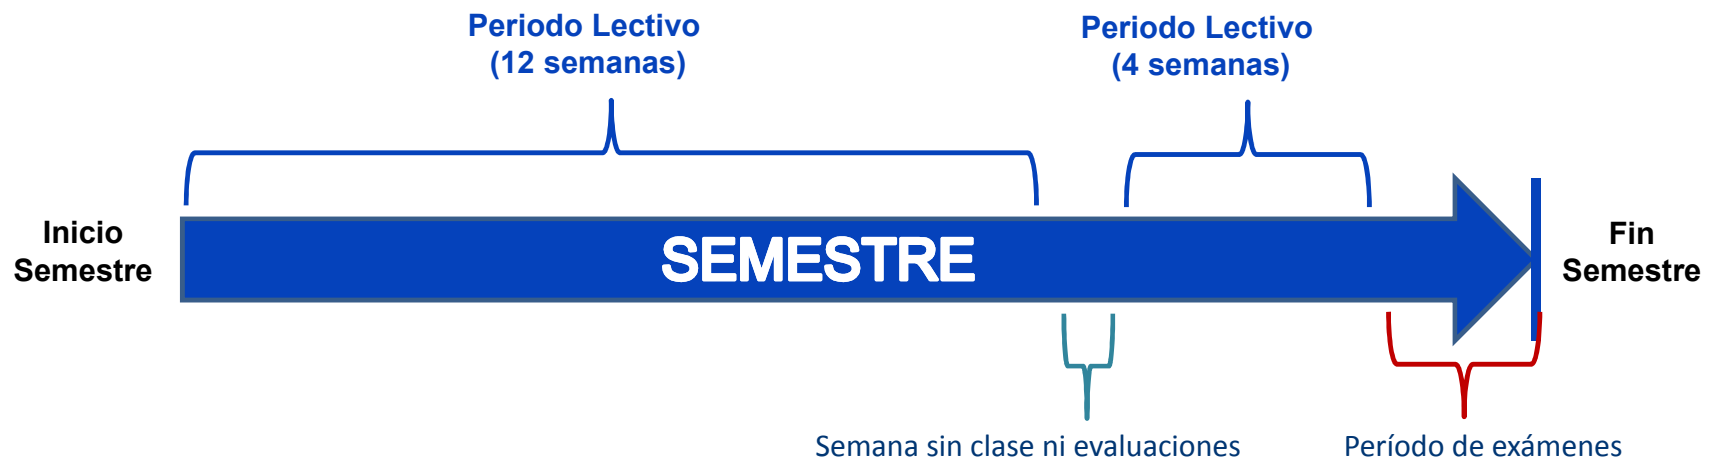 Periodo Lectivo
(12 semanas)
Periodo Lectivo
(4 semanas)
Inicio
Semestre
SEMESTRE
Fin
Semestre
Semana sin clase ni evaluaciones
Período de exámenes